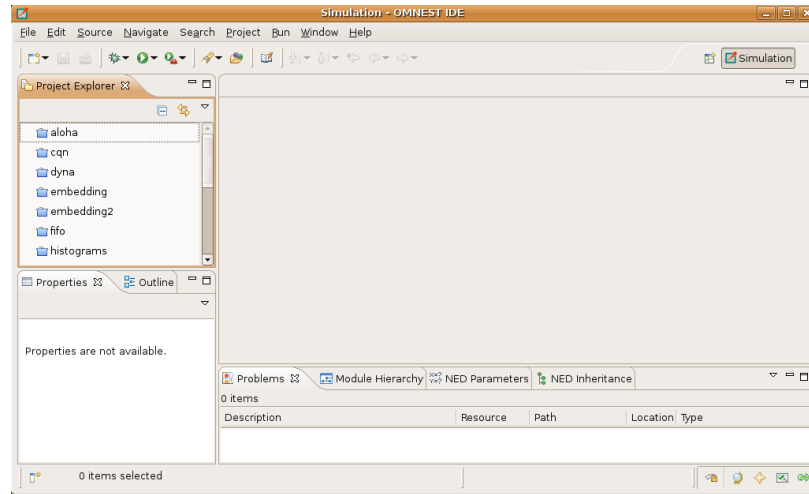 Simulation - OMNEST IDE
File Edit Source Navigate Search Project Run Window Help
Simulation
Project Explorer
aloha
cqn
dyna
embedding
embedding2
fifo
histograms
Properties Outline
Properties are not available.
Problems Module Hierarchy NED Parameters NED Inheritance
0 items
Description Resource Path Location Type
0 items selected